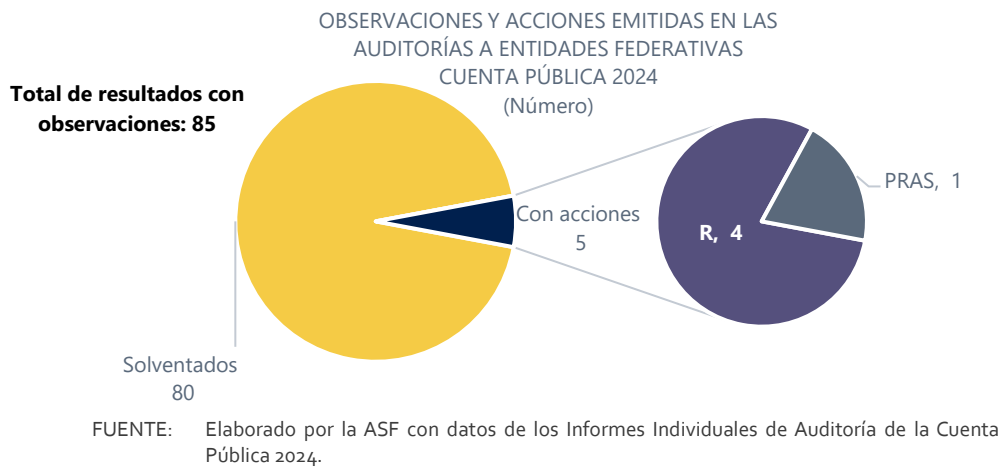 OBSERVACIONES Y ACCIONES EMITIDAS EN LAS
AUDITORÍAS A ENTIDADES FEDERATIVAS
CUENTA PÚBLICA 2024
(Número)
Total de resultados con
observaciones: 85
Con acciones
5
R, 4
PRAS, 1
Solventados
80
FUENTE: Elaborado por la ASF con datos de los Informes Individuales de Auditoría de la Cuenta
Pública 2024.